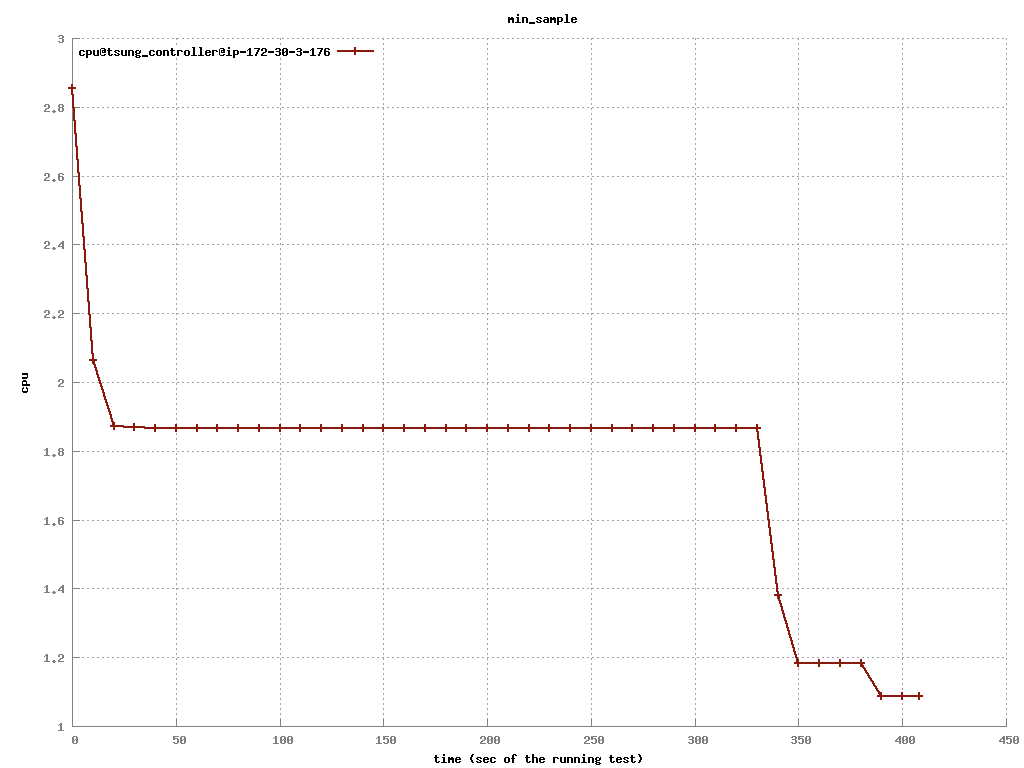 min_sample
cpu@tsung_controller@ip-172-30-3-176
3
2.8
2.6
2.4
2.2
2
1.8
1.6
1.4
1.2
1
cpu
0 50 100 150 200 250 300 350 400 450
time (sec of the running test)